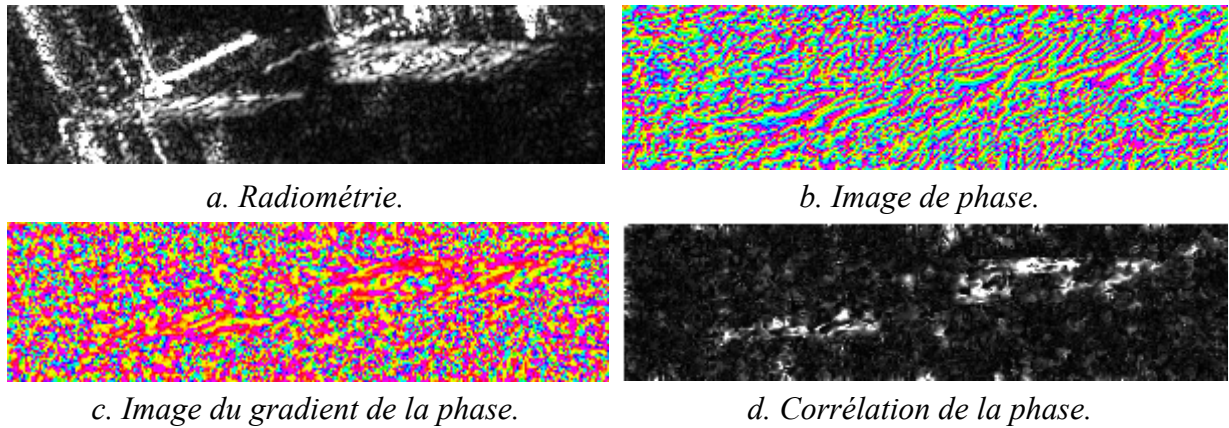 a. Radiométrie.
b. Image de phase.
c. Image du gradient de la phase.
d. Corrélation de la phase.